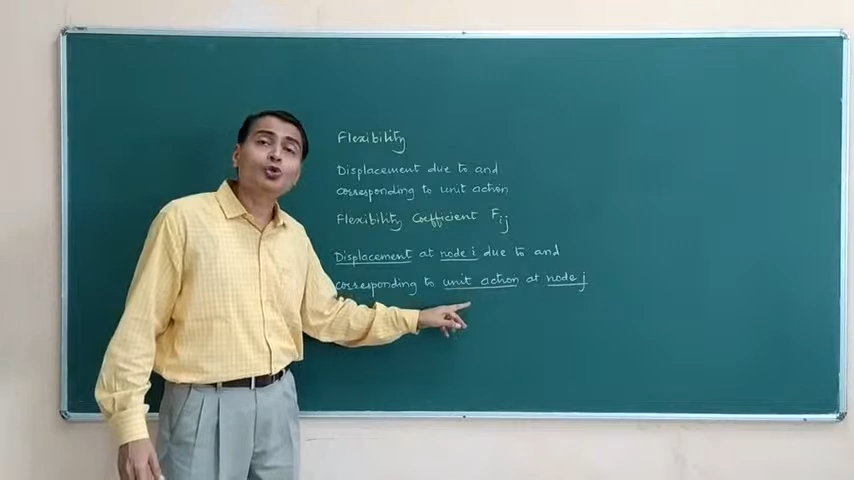 Flexibility
Displacement due to and
corresponding to unit action
Flexibility Coefficient Fij
Displacement at node i due to and
corresponding to unit action at node j